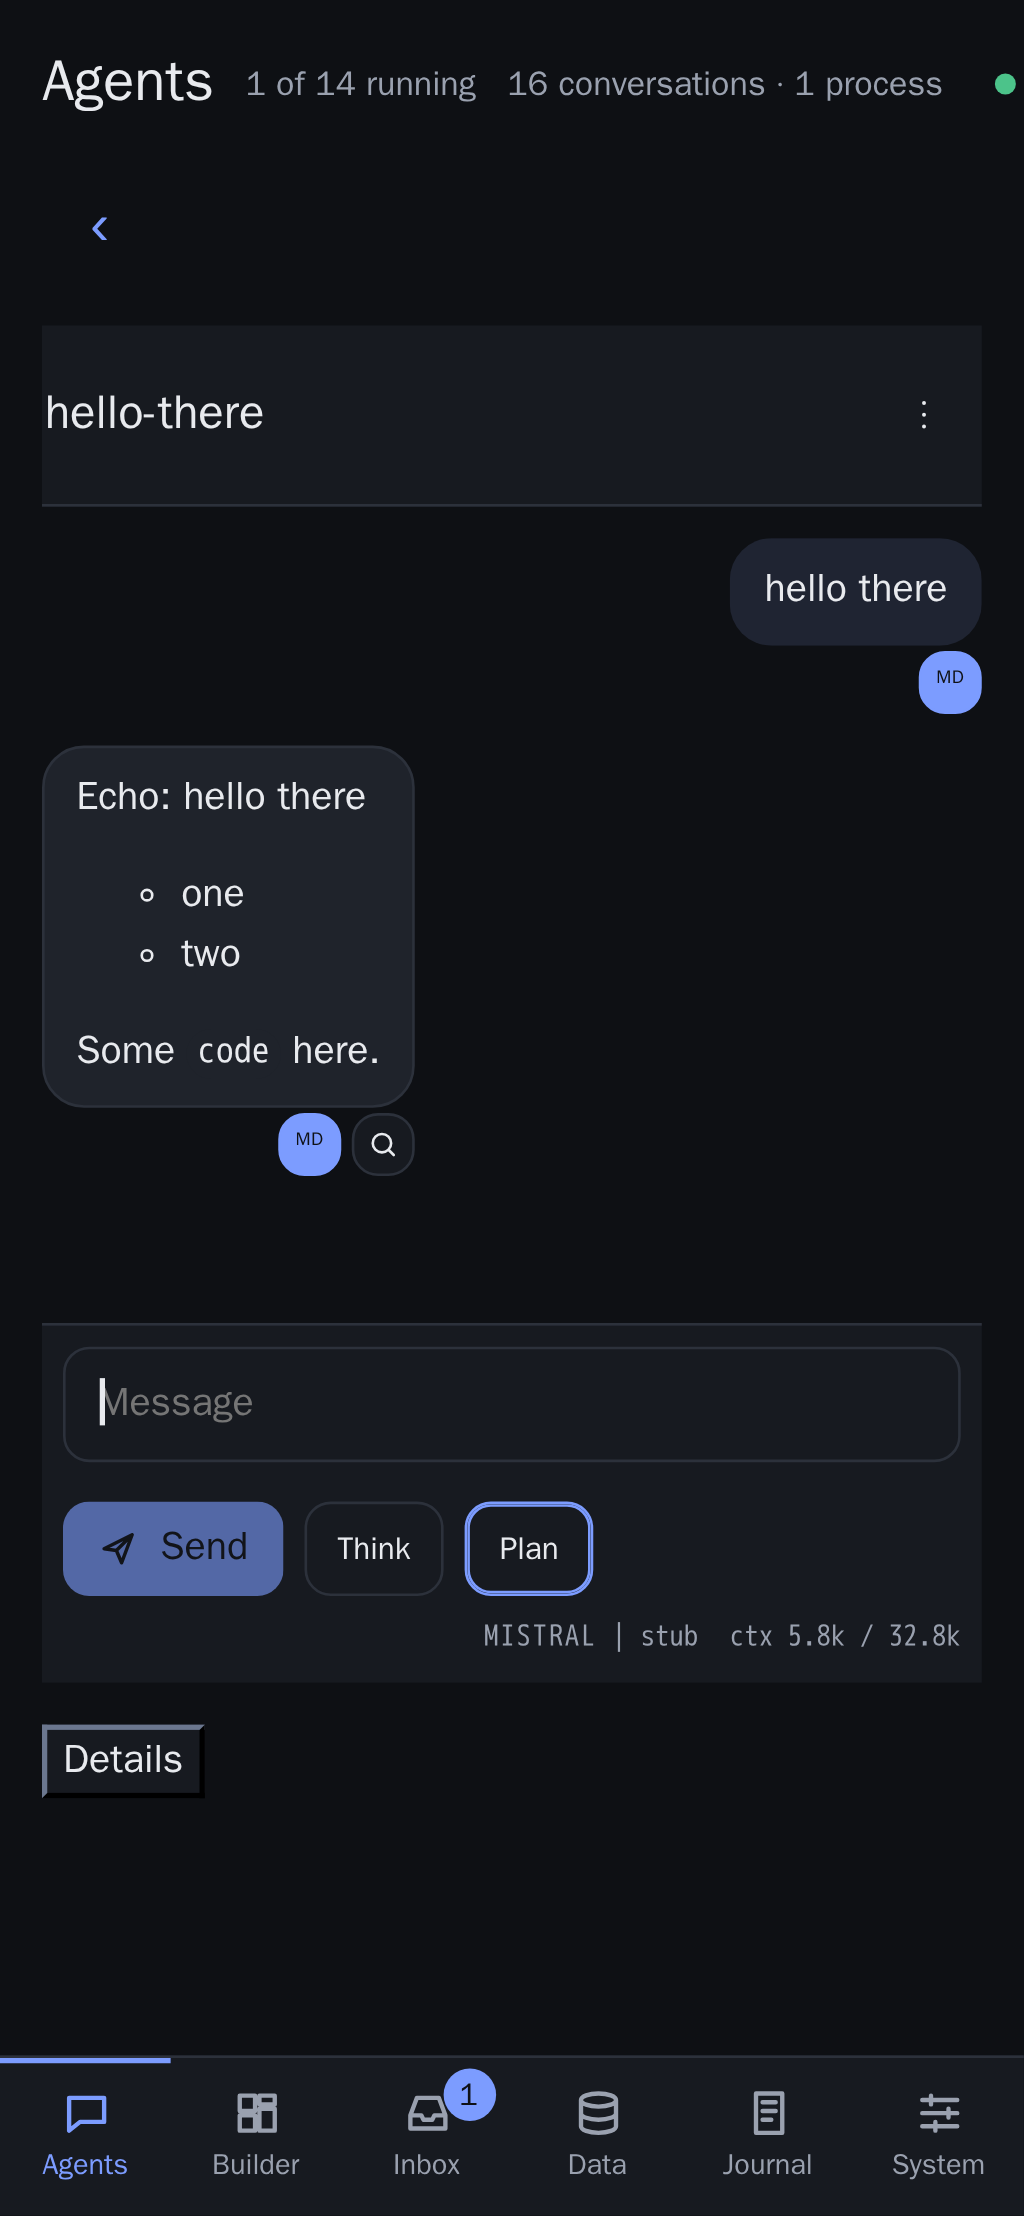 Agents 1 of 14 running 16 conversations · 1 process
hello-there
hello there
MD
Echo: hello there
one
two
Some code here.
MD
Message
Send Think Plan
MISTRAL | stub ctx 5.8k / 32.8k
Details
1
Agents Builder Inbox Data Journal System